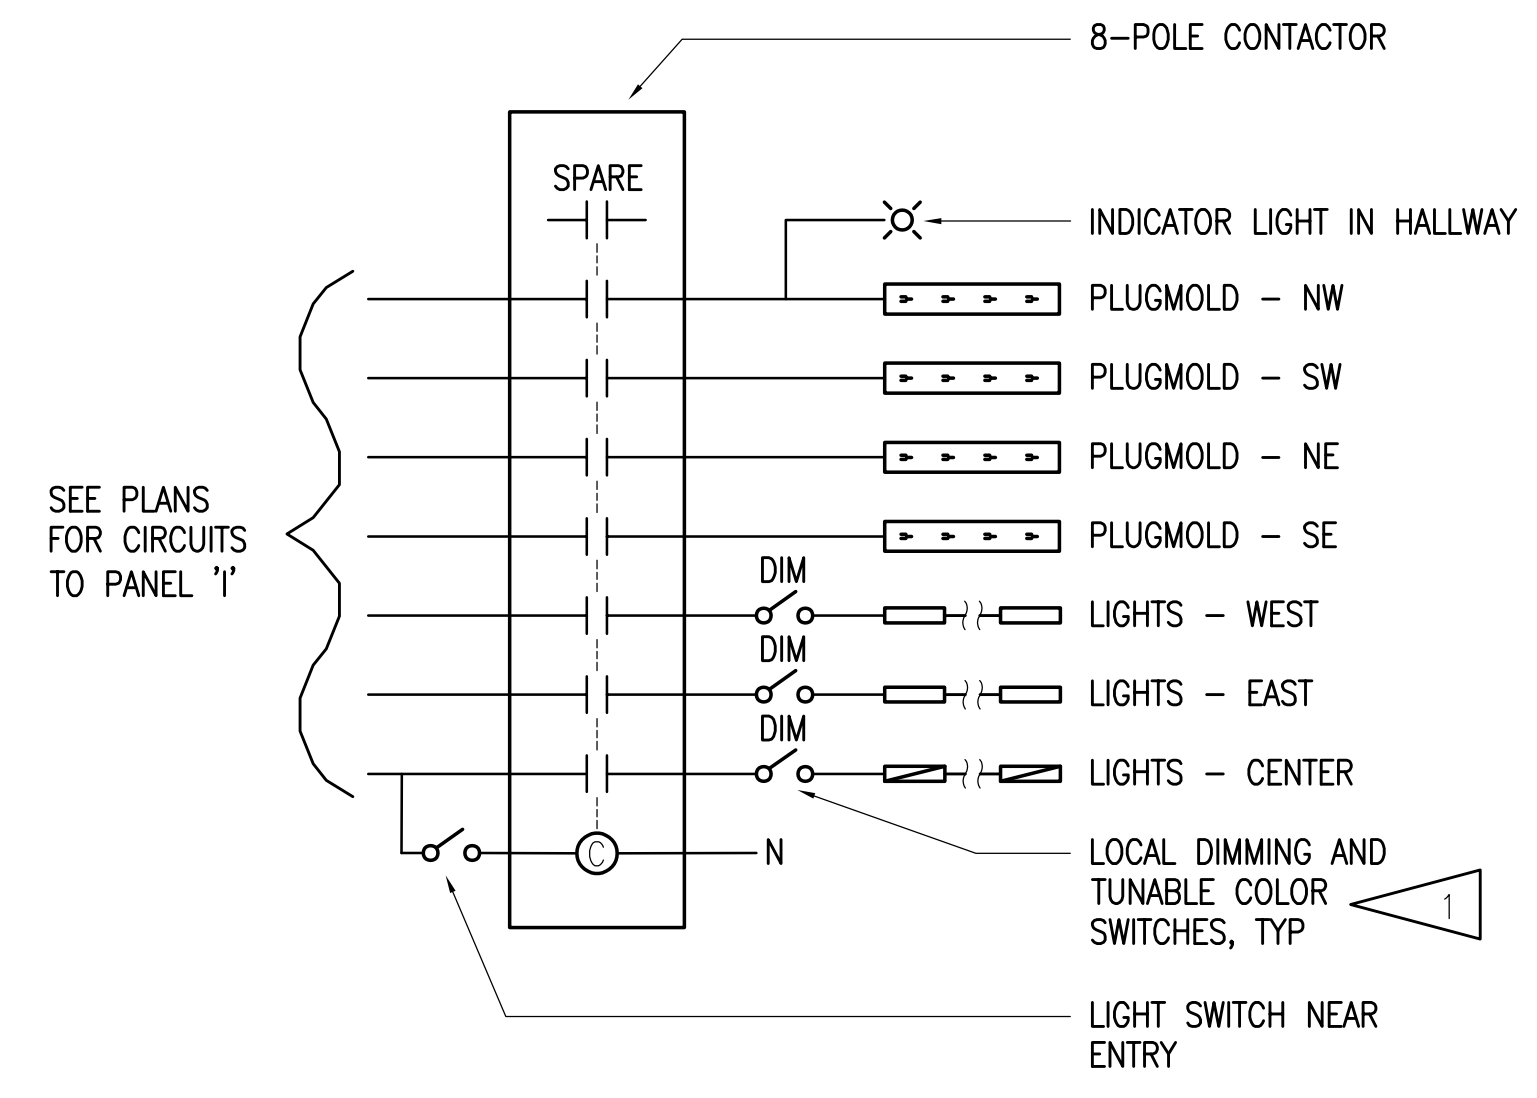 8-POLE CONTACTOR
SPARE
INDICATOR LIGHT IN HALLWAY
PLUGMOLD - NW
PLUGMOLD - SW
PLUGMOLD - NE
PLUGMOLD - SE
SEE PLANS
FOR CIRCUITS
TO PANEL 'I'
DIM
LIGHTS - WEST
DIM
LIGHTS - EAST
DIM
LIGHTS - CENTER
C
N
LOCAL DIMMING AND
TUNABLE COLOR
SWITCHES, TYP
1
LIGHT SWITCH NEAR
ENTRY